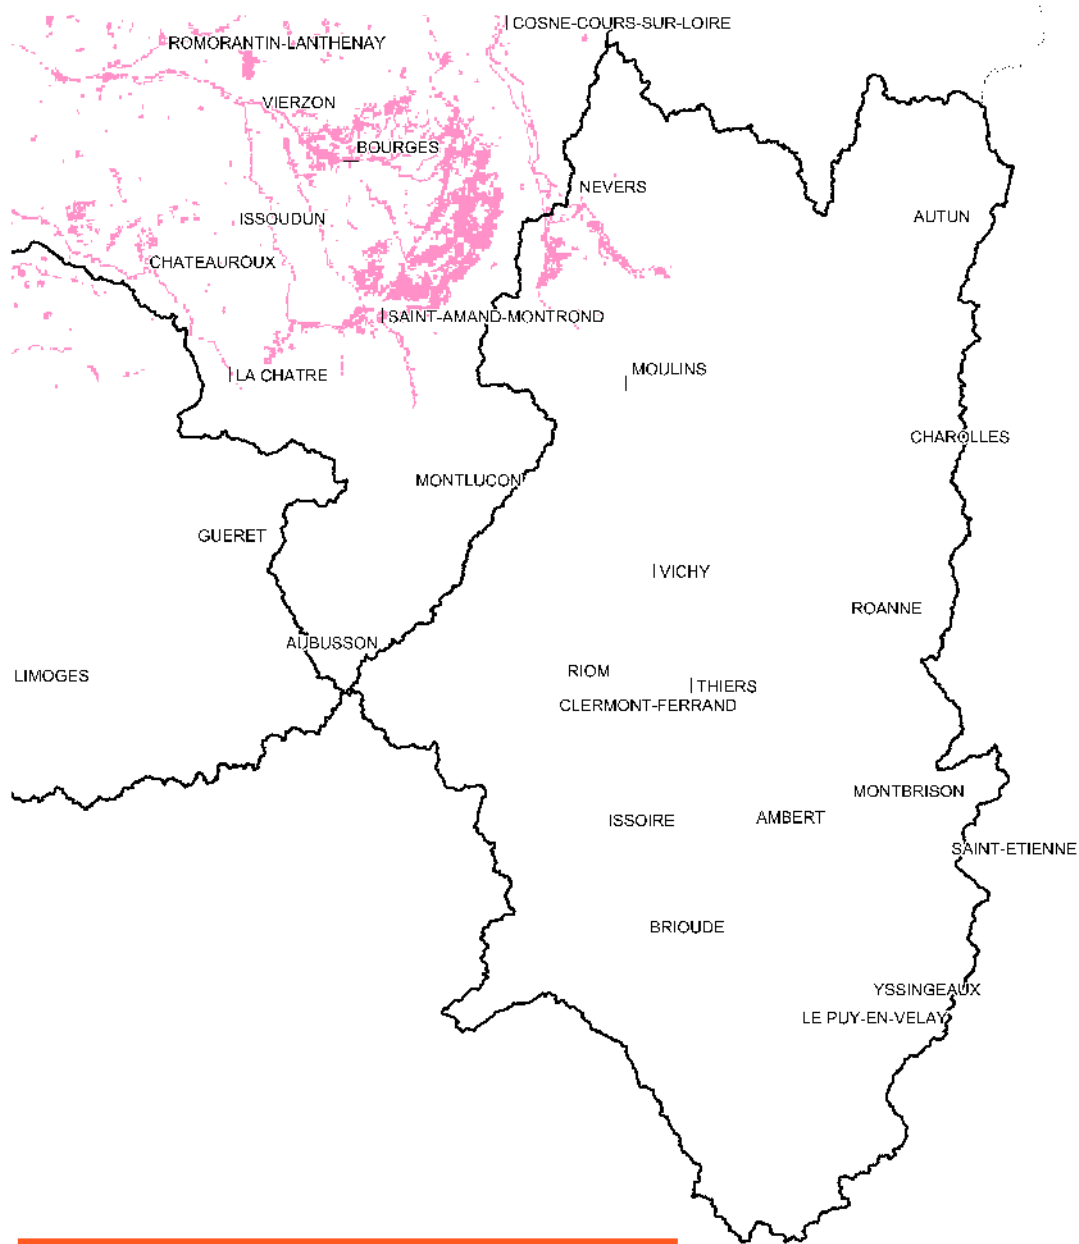 COSNE-COURS-SUR-LOIRE
ROMORANTIN-LANTHENAY
VIERZON
BOURGES
NEVERS
ISSOUDUN
AUTUN
CHATEAUROUX
SAINT-AMAND-MONTROND
MOULINS
LA CHATRE
CHAROLLES
MONTLUCON
GUERET
VICHY
ROANNE
AUBUSSON
RIOM
LIMOGES
THIERS
CLERMONT-FERRAND
MONTBRISON
AMBERT
ISSOIRE
SAINT-ETIENNE
BRIOUDE
YSSINGEAUX
LE PUY-EN-VELAY